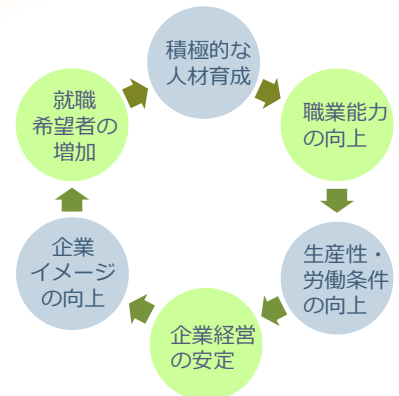 積極的な
人材育成
職業能力
の向上
生産性・
労働条件
の向上
企業経営
の安定
企業
イメージ
の向上
就職
希望者の
増加